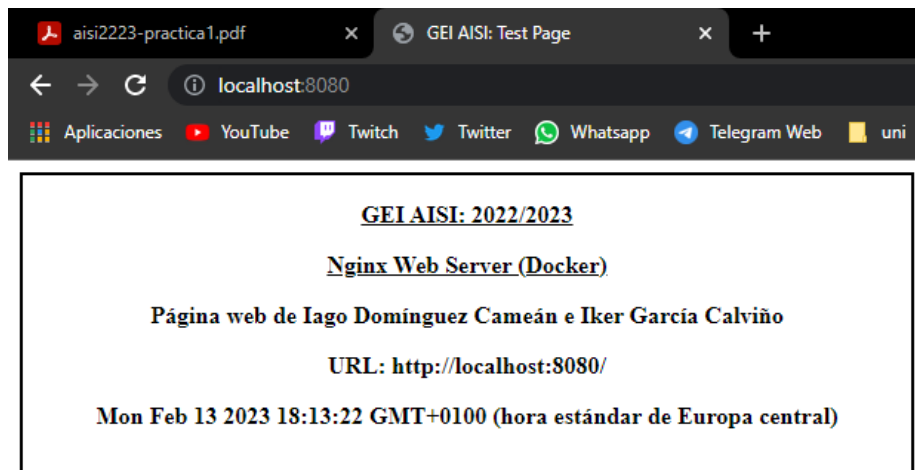 aisi2223-practica1.pdf
GEI AISI: Test Page
localhost:8080
Aplicaciones YouTube Twitch Twitter Whatsapp Telegram Web uni
GEI AISI: 2022/2023
Nginx Web Server (Docker)
Página web de Iago Domínguez Cameán e Iker García Calviño
URL: http://localhost:8080/
Mon Feb 13 2023 18:13:22 GMT+0100 (hora estándar de Europa central)